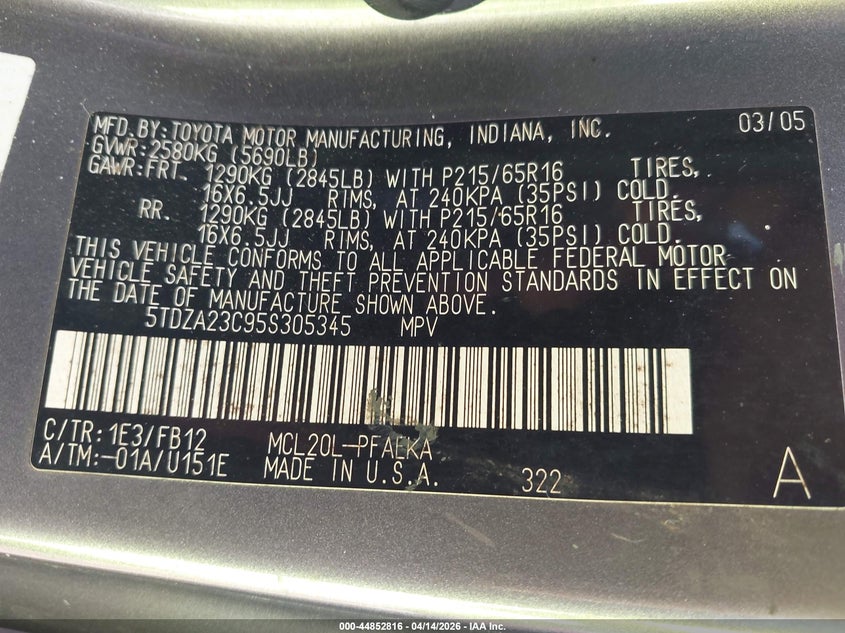 MFD.BY:TOYOTA MOTOR MANUFACTURING, INDIANA, INC. 03/05
GVWR:2580KG (5690LB)
GAWR:FRT. 1290KG (2845LB) WITH P215/65R16 TIRES,
16X6.5JJ RIMS, AT 240KPA (35PSI) COLD.
RR. 1290KG (2845LB) WITH P215/65R16 TIRES,
16X6.5JJ RIMS, AT 240KPA (35PSI) COLD.
THIS VEHICLE CONFORMS TO ALL APPLICABLE FEDERAL MOTOR
VEHICLE SAFETY AND THEFT PREVENTION STANDARDS IN EFFECT ON
THE DATE OF MANUFACTURE SHOWN ABOVE.
5TDZA23C95S305345 MPV
C/TR:1E3/FB12 MCL20L-PFAEKA
A/TM:-01A/U151E MADE IN U.S.A. 322 A
000-44852816 - 04/14/2026 - IAA Inc.